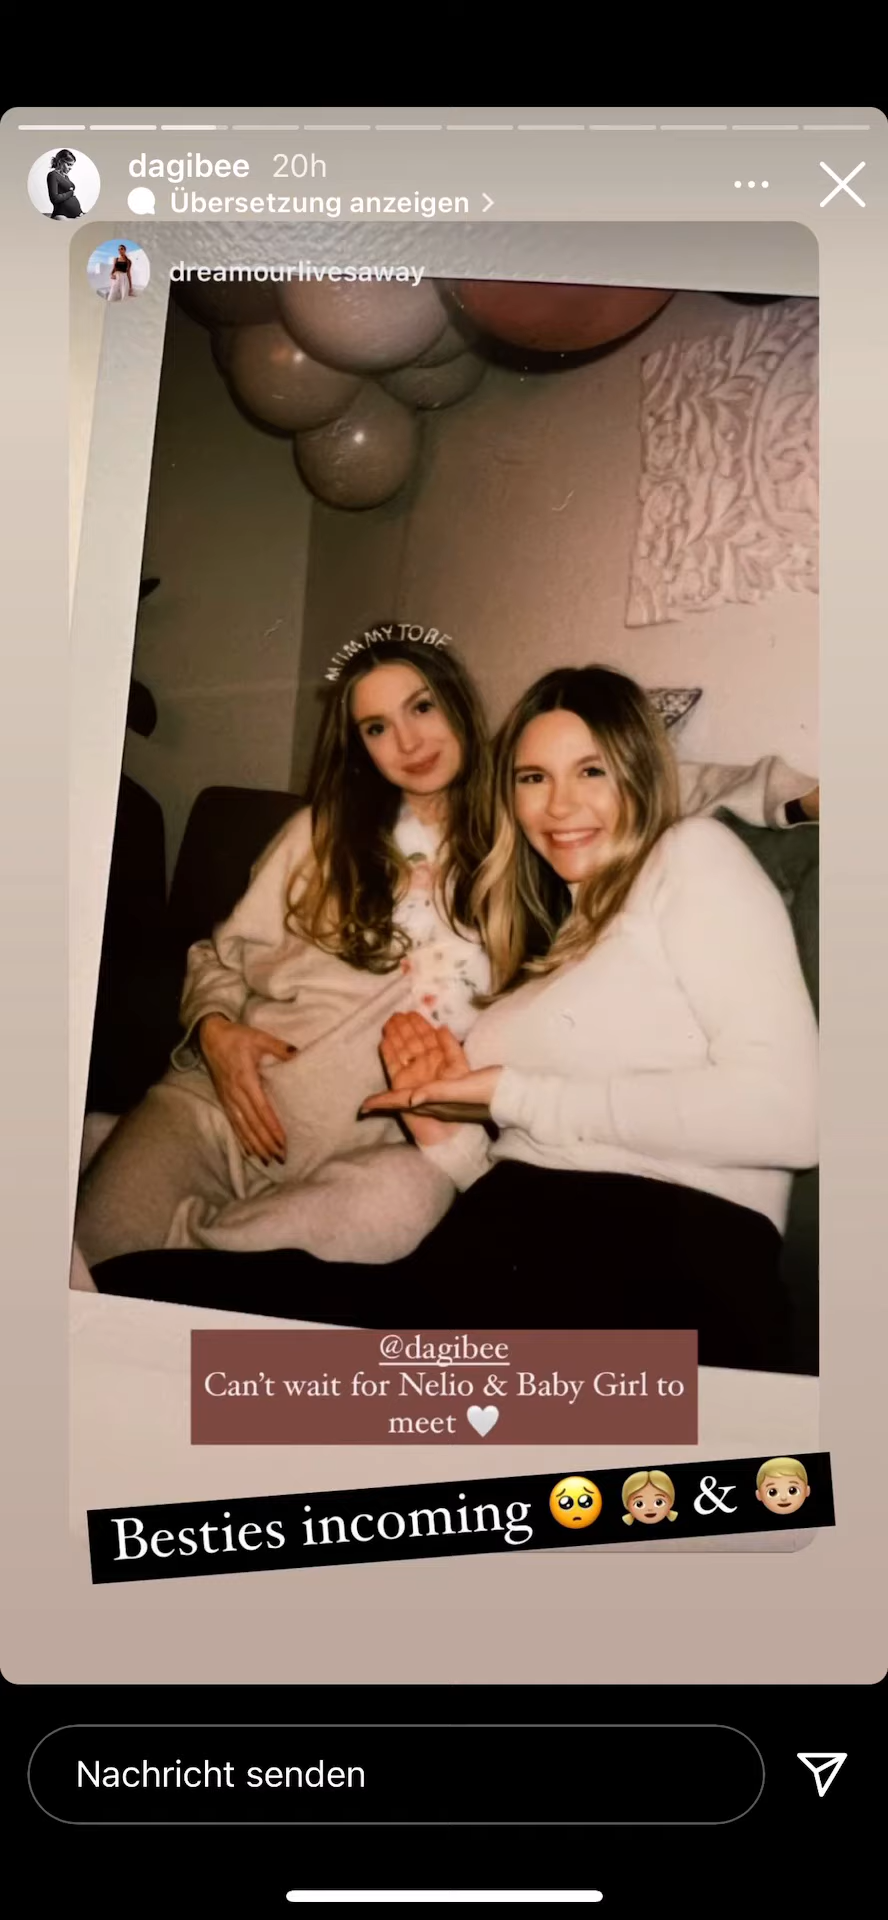 dagibee 20h
Übersetzung anzeigen
dreamourlivesaway
MUMMY TO BE
@dagibee
Can't wait for Nelio & Baby Girl to
meet 🤍
Besties incoming 🥺 👧🏼 & 👦🏼
Nachricht senden